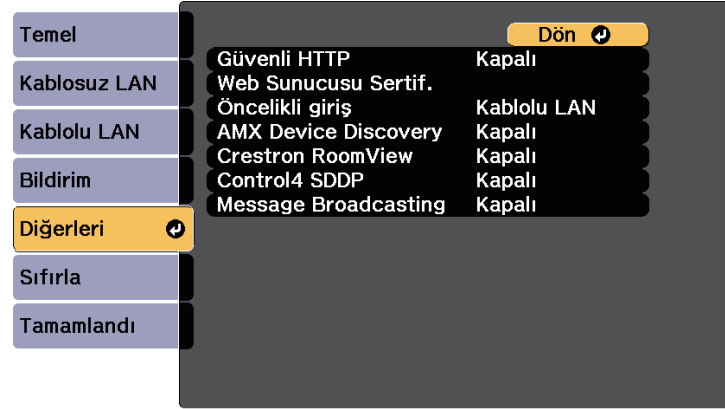 Temel
Kablosuz LAN
Kablolu LAN
Bildirim
Diğerleri
Sıfırla
Tamamlandı
Dön
Güvenli HTTP Kapalı
Web Sunucusu Sertif.
Öncelikli giriş Kablolu LAN
AMX Device Discovery Kapalı
Crestron RoomView Kapalı
Control4 SDDP Kapalı
Message Broadcasting Kapalı